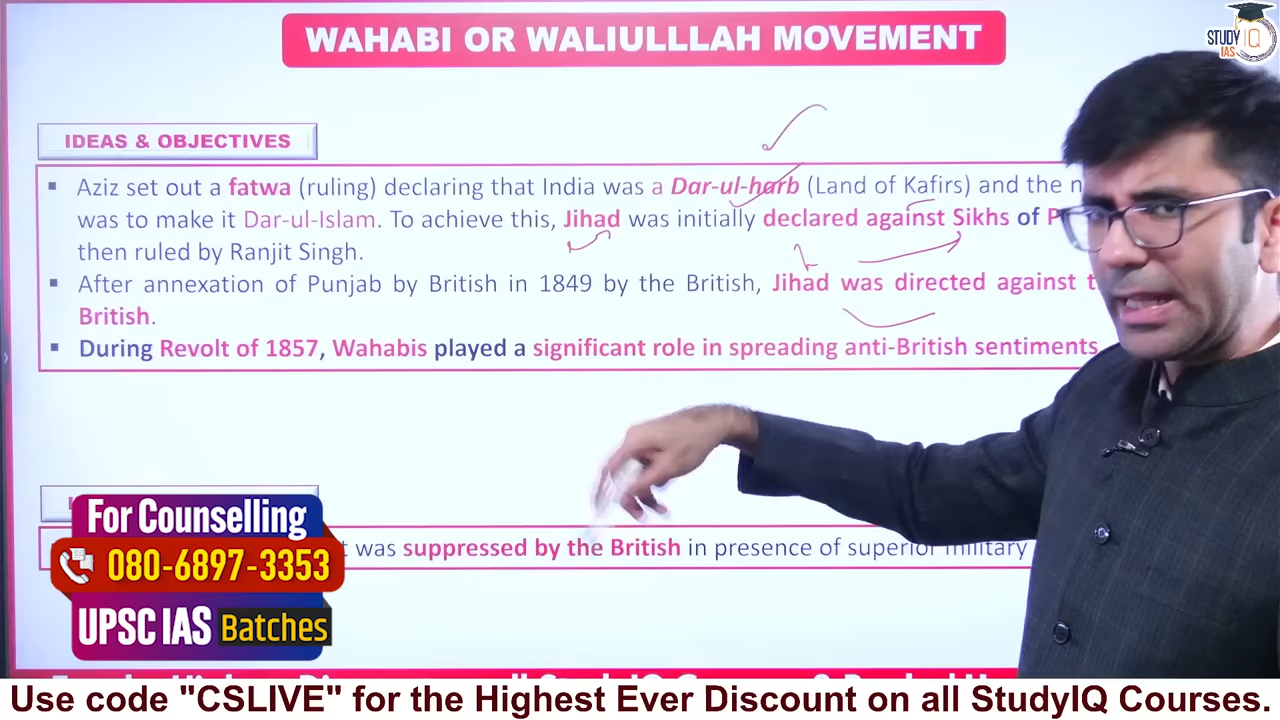 WAHABI OR WALIULLLAH MOVEMENT
STUDY IQ
IAS
IDEAS & OBJECTIVES
▪ Aziz set out a fatwa (ruling) declaring that India was a Dar-ul-harb (Land of Kafirs) and the
was to make it Dar-ul-Islam. To achieve this, Jihad was initially declared against Sikhs of
then ruled by Ranjit Singh.
▪ After annexation of Punjab by British in 1849 by the British, Jihad was directed against
British.
▪ During Revolt of 1857, Wahabis played a significant role in spreading anti-British sentiments
was suppressed by the British in presence of superior military
For Counselling
080-6897-3353
UPSC IAS Batches
Use code "CSLIVE" for the Highest Ever Discount on all StudyIQ Courses.